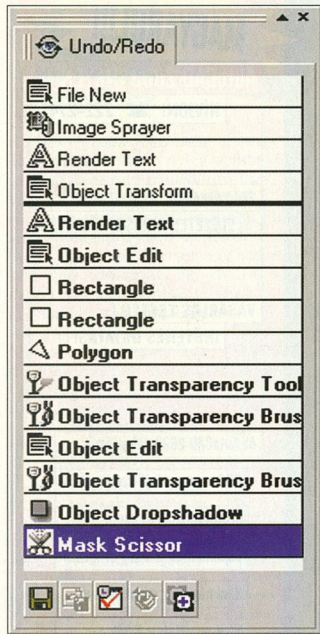 Undo/Redo
File New
Image Sprayer
Render Text
Object Transform
Render Text
Object Edit
Rectangle
Rectangle
Polygon
Object Transparency Tool
Object Transparency Brus
Object Edit
Object Transparency Brus
Object Dropshadow
Mask Scissor